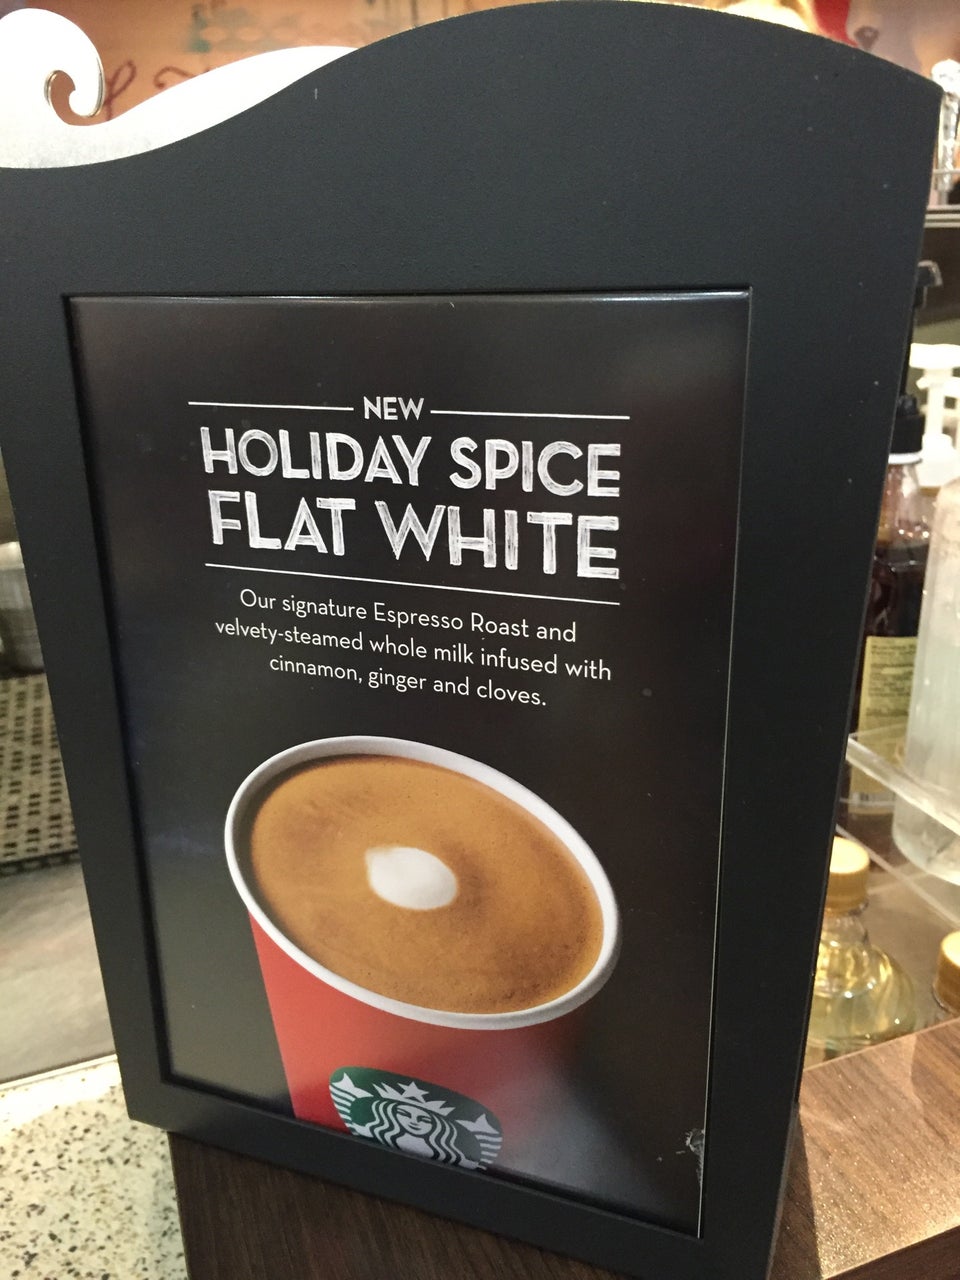 NEW
HOLIDAY SPICE
FLAT WHITE
Our signature Espresso Roast and
velvety-steamed whole milk infused with
cinnamon, ginger and cloves.